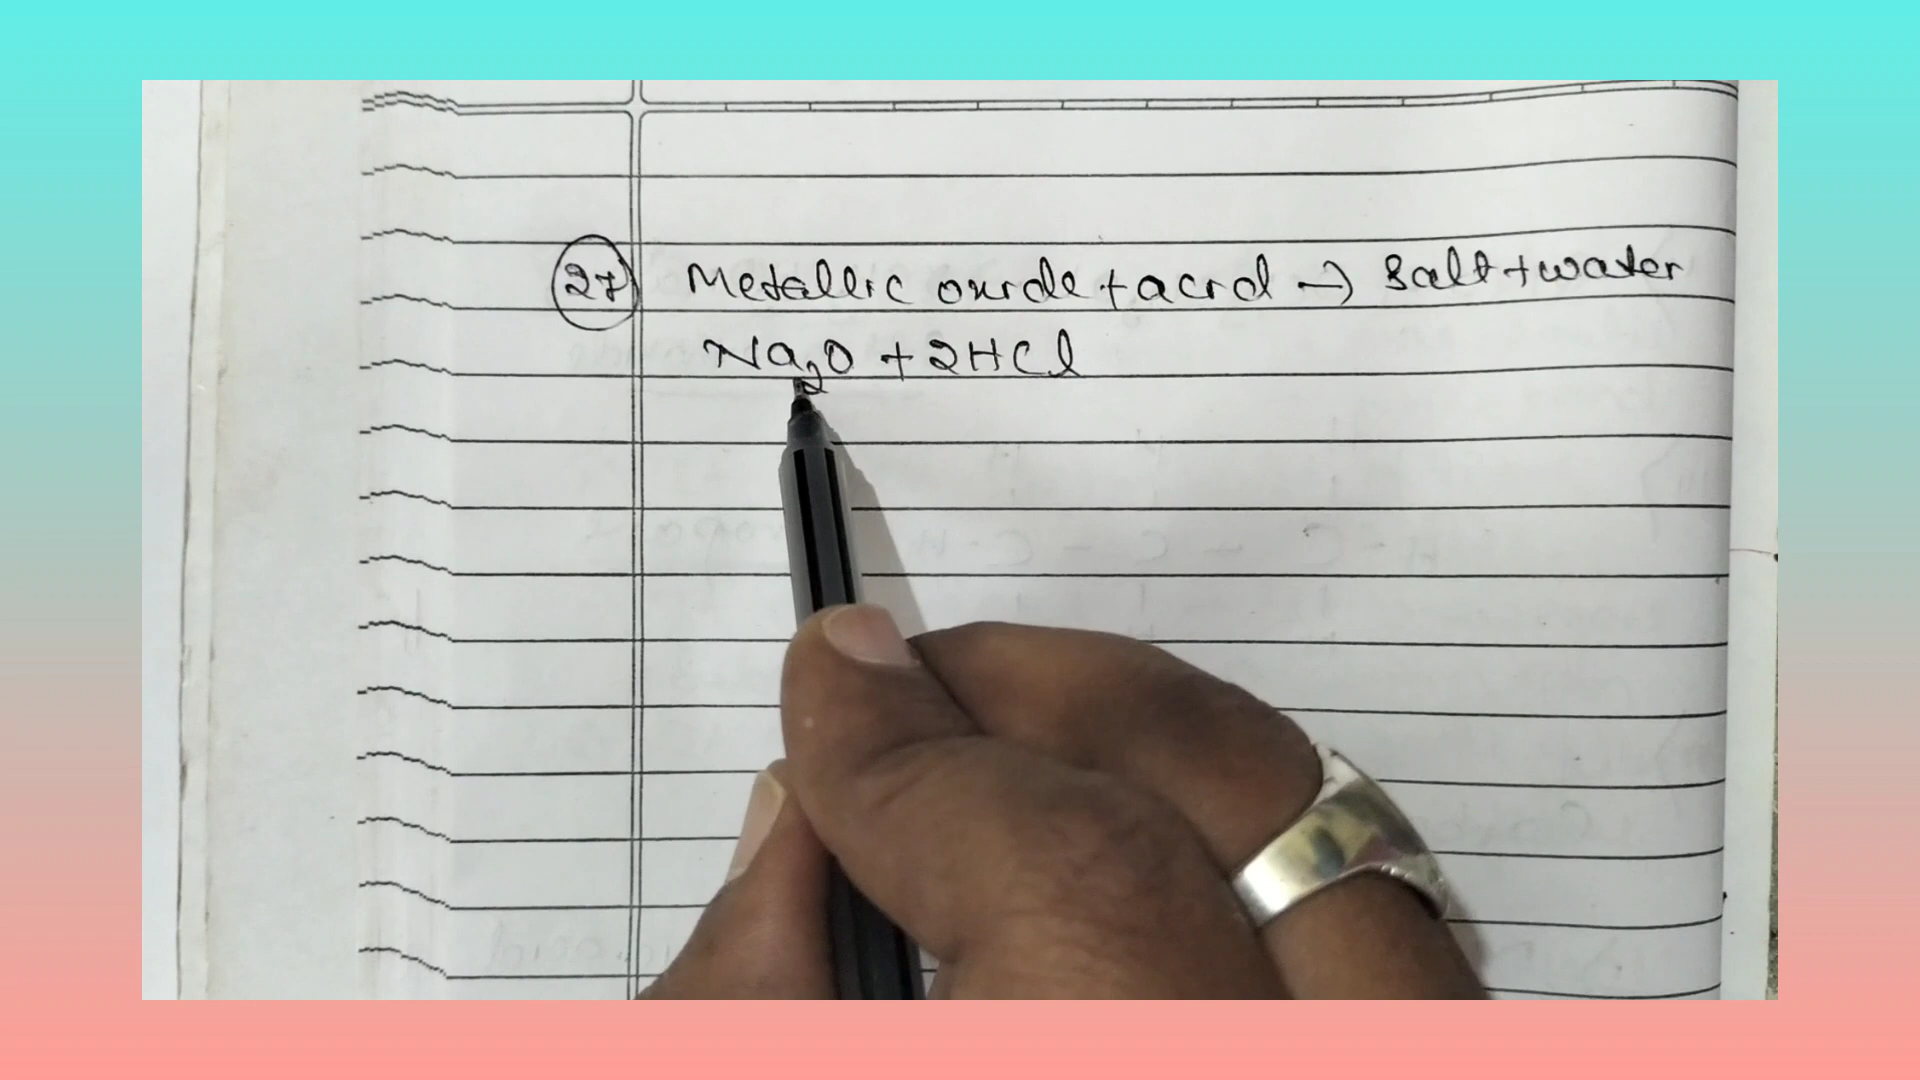 27 Metallic oxide + acid → Salt + water
Na₂O + 2HCl